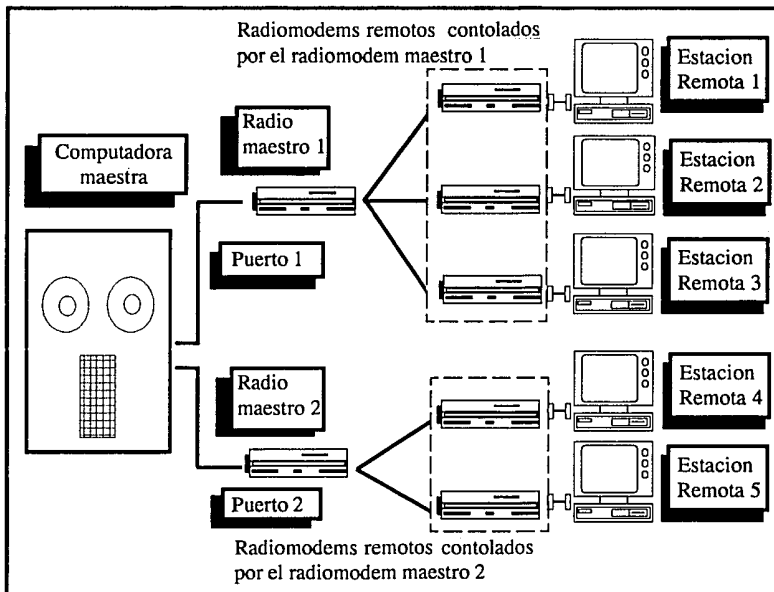 Radiomodems remotos contolados
por el radiomodem maestro 1
Estacion
Remota 1
Radio
maestro 1
Computadora
maestra
Estacion
Remota 2
Puerto 1
Estacion
Remota 3
Radio
maestro 2
Estacion
Remota 4
Puerto 2
Estacion
Remota 5
Radiomodems remotos contolados
por el radiomodem maestro 2